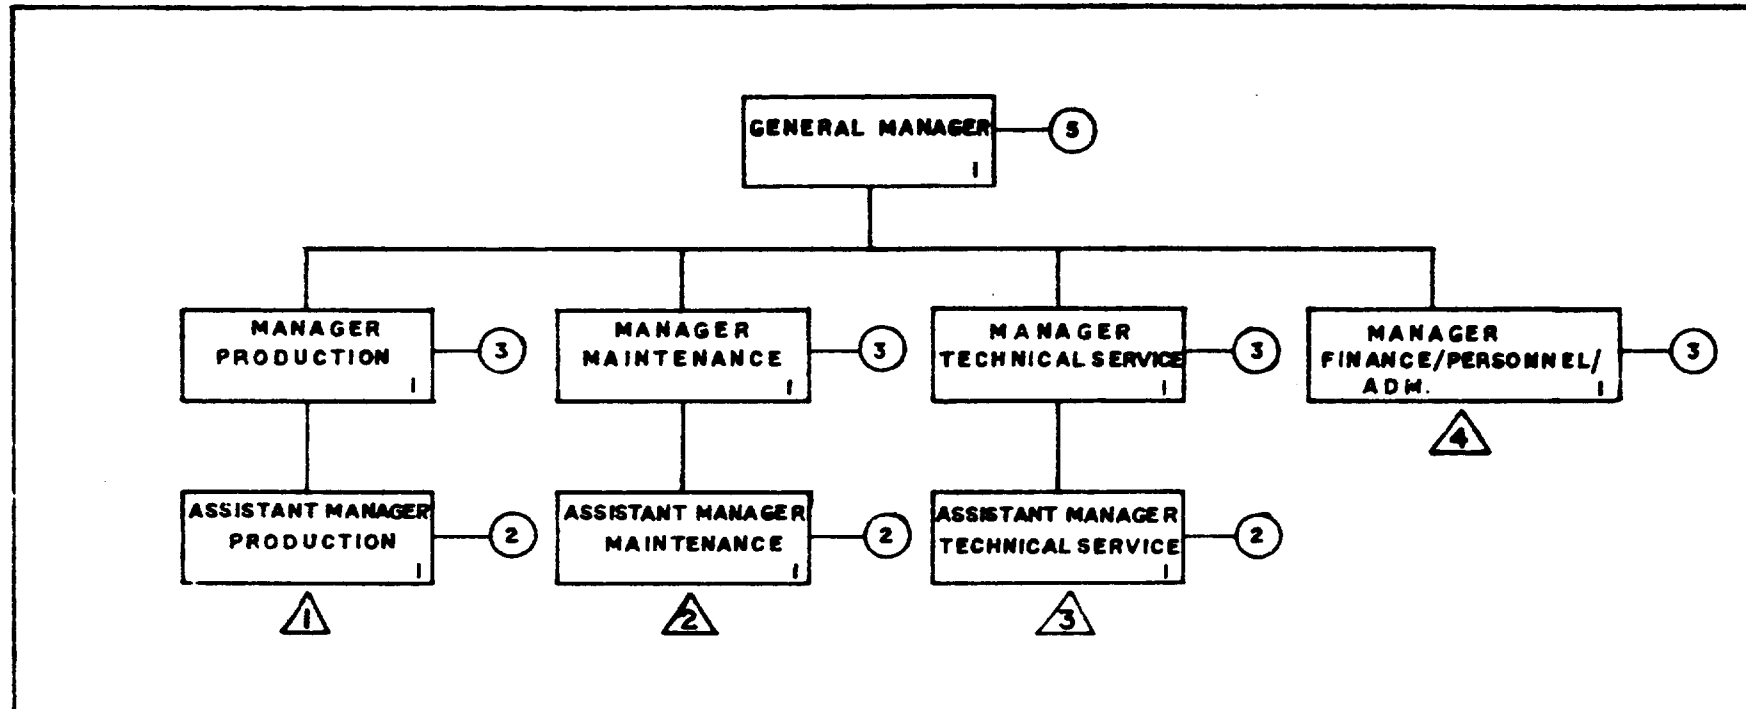 GENERAL MANAGER
5
1
MANAGER
PRODUCTION
1
3
MANAGER
MAINTENANCE
1
3
MANAGER
TECHNICAL SERVICE
1
3
MANAGER
FINANCE/PERSONNEL/
ADM.
1
3
4
ASSISTANT MANAGER
PRODUCTION
1
2
1
ASSISTANT MANAGER
MAINTENANCE
1
2
2
ASSISTANT MANAGER
TECHNICAL SERVICE
1
2
3